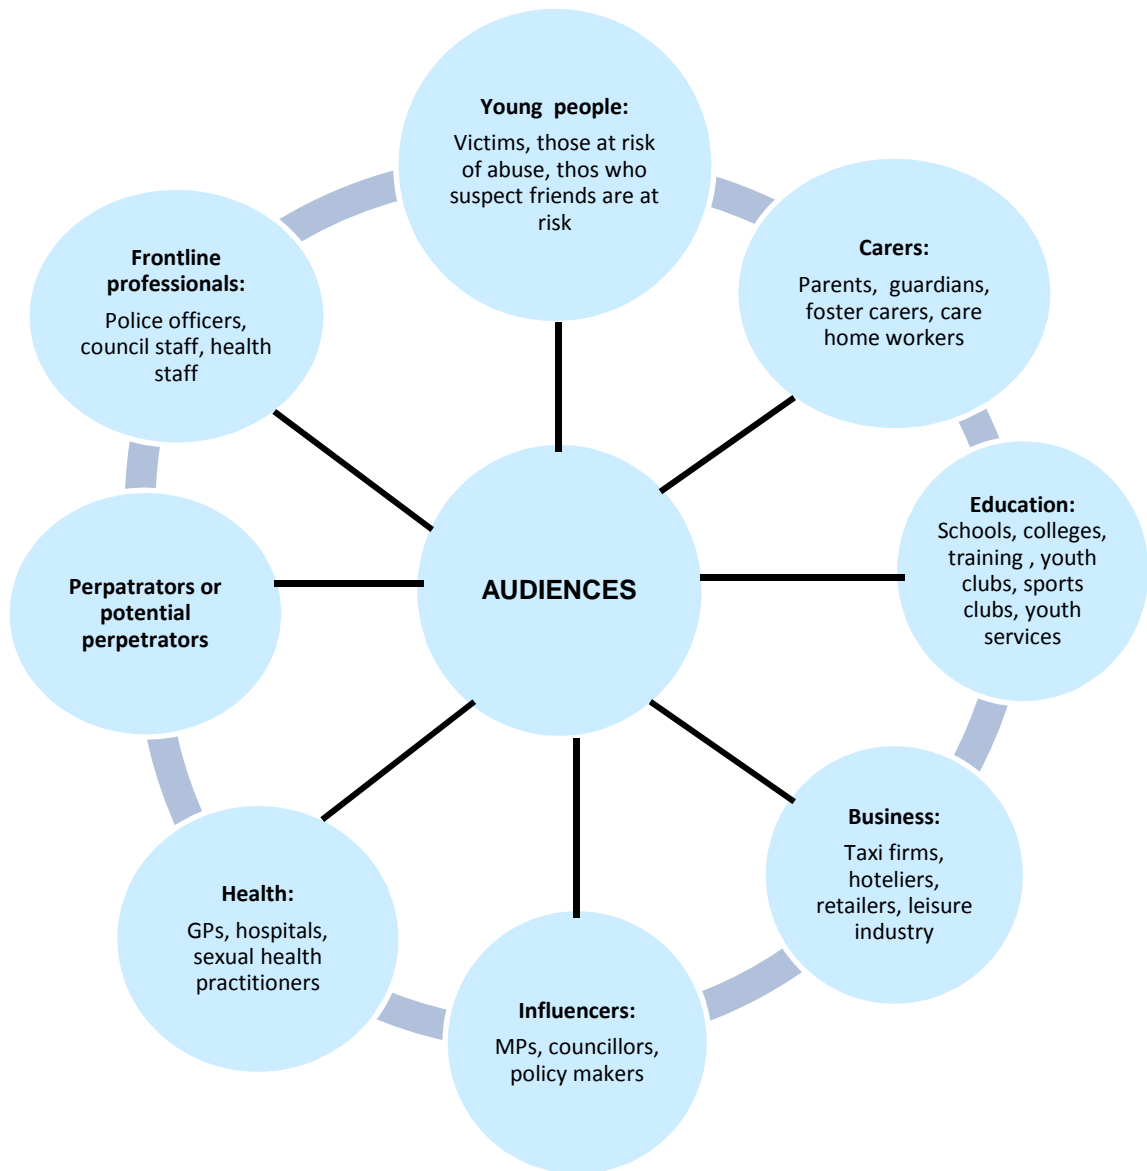 Young people:
Victims, those at risk
of abuse, thos who
suspect friends are at
risk
Carers:
Parents, guardians,
foster carers, care
home workers
Education:
Schools, colleges,
training , youth
clubs, sports
clubs, youth
services
Business:
Taxi firms,
hoteliers,
retailers, leisure
industry
Influencers:
MPs, councillors,
policy makers
Health:
GPs, hospitals,
sexual health
practitioners
Perpatrators or
potential
perpetrators
Frontline
professionals:
Police officers,
council staff, health
staff
AUDIENCES